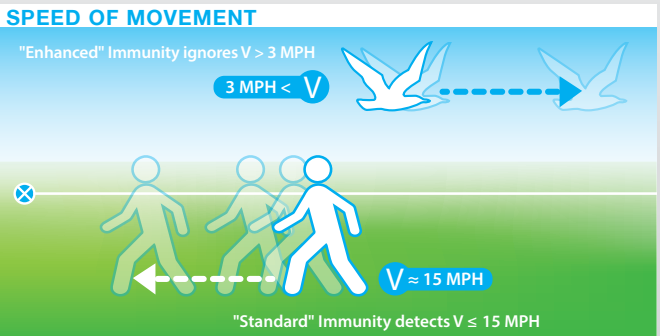 SPEED OF MOVEMENT
"Enhanced" Immunity ignores V > 3 MPH
3 MPH < V
V ≈ 15 MPH
"Standard" Immunity detects V ≤ 15 MPH